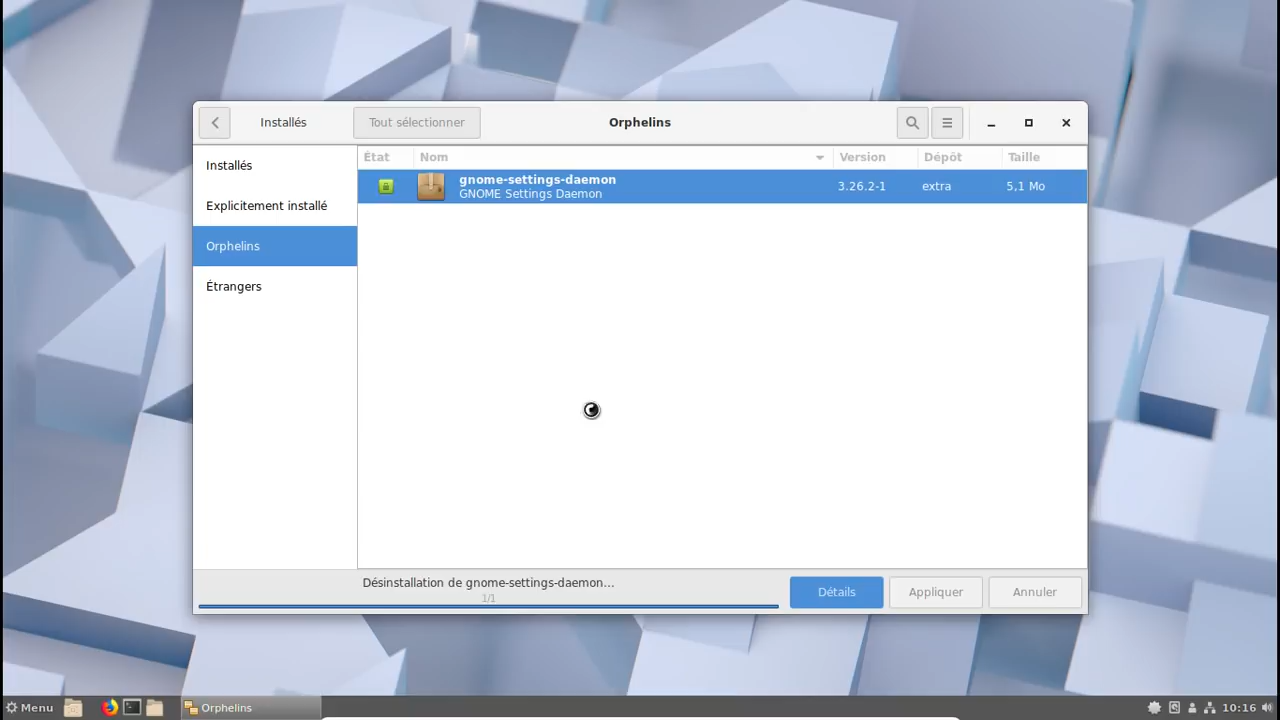 Installés
Tout sélectionner
Orphelins
Installés
Explicitement installé
Orphelins
Étrangers
État Nom Version Dépôt Taille
gnome-settings-daemon
GNOME Settings Daemon
3.26.2-1 extra 5,1 Mo
Désinstallation de gnome-settings-daemon...
1/1
Détails Appliquer Annuler
Menu Orphelins 10:16